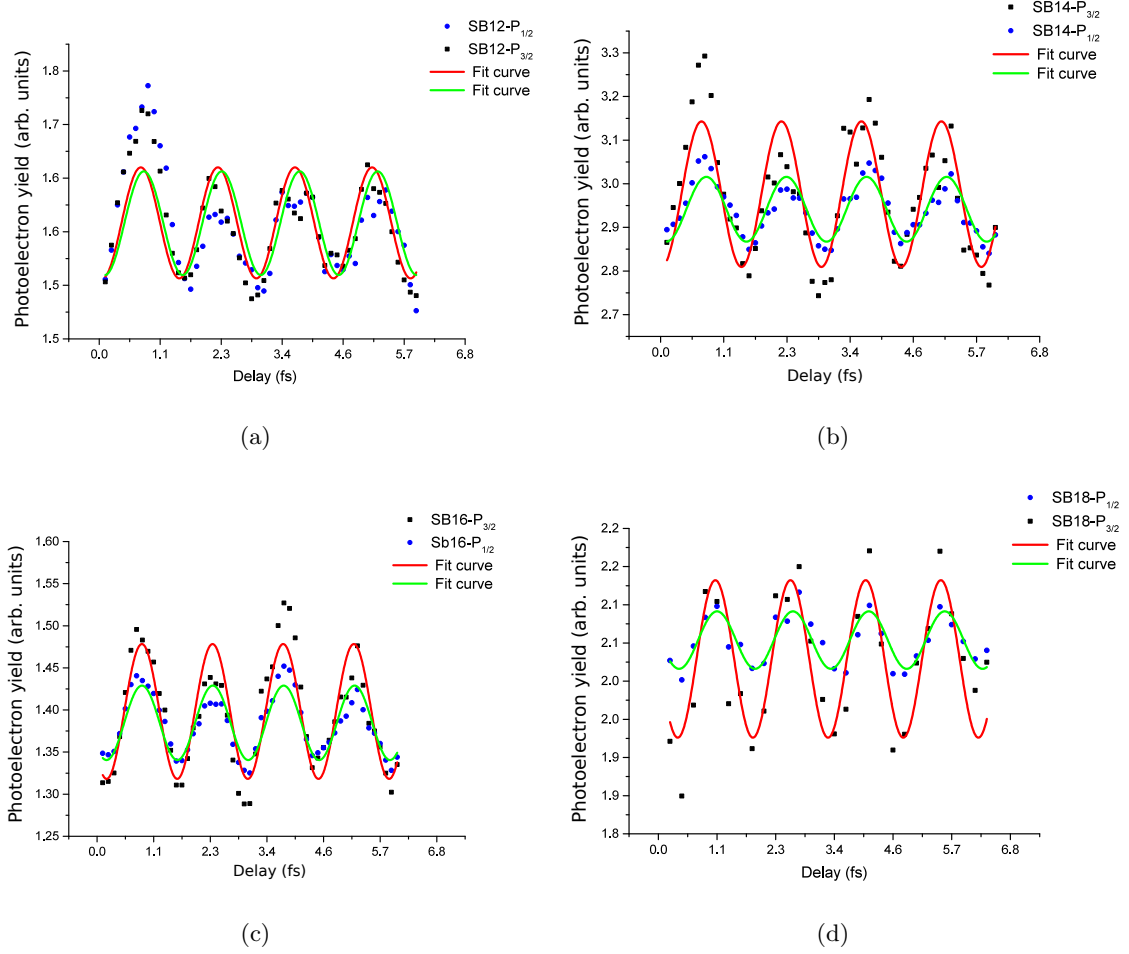 SB12-P1/2
SB12-P3/2
Fit curve
Fit curve
Photoelectron yield (arb. units)
1.8
1.7
1.6
1.6
1.5
1.5
0.0 1.1 2.3 3.4 4.6 5.7 6.8
Delay (fs)
(a)
SB14-P3/2
SB14-P1/2
Fit curve
Fit curve
Photoelectron yield (arb. units)
3.3
3.2
3.1
3.0
2.9
2.8
2.7
0.0 1.1 2.3 3.4 4.6 5.7 6.8
Delay (fs)
(b)
SB16-P3/2
Sb16-P1/2
Fit curve
Fit curve
Photoelectron yield (arb. units)
1.60
1.55
1.50
1.45
1.40
1.35
1.30
1.25
0.0 1.1 2.3 3.4 4.6 5.7 6.8
Delay (fs)
(c)
SB18-P1/2
SB18-P3/2
Fit curve
Fit curve
Photoelectron yield (arb. units)
2.2
2.2
2.1
2.1
2.0
2.0
1.9
1.9
1.8
0.0 1.1 2.3 3.4 4.6 5.7 6.8
Delay (fs)
(d)